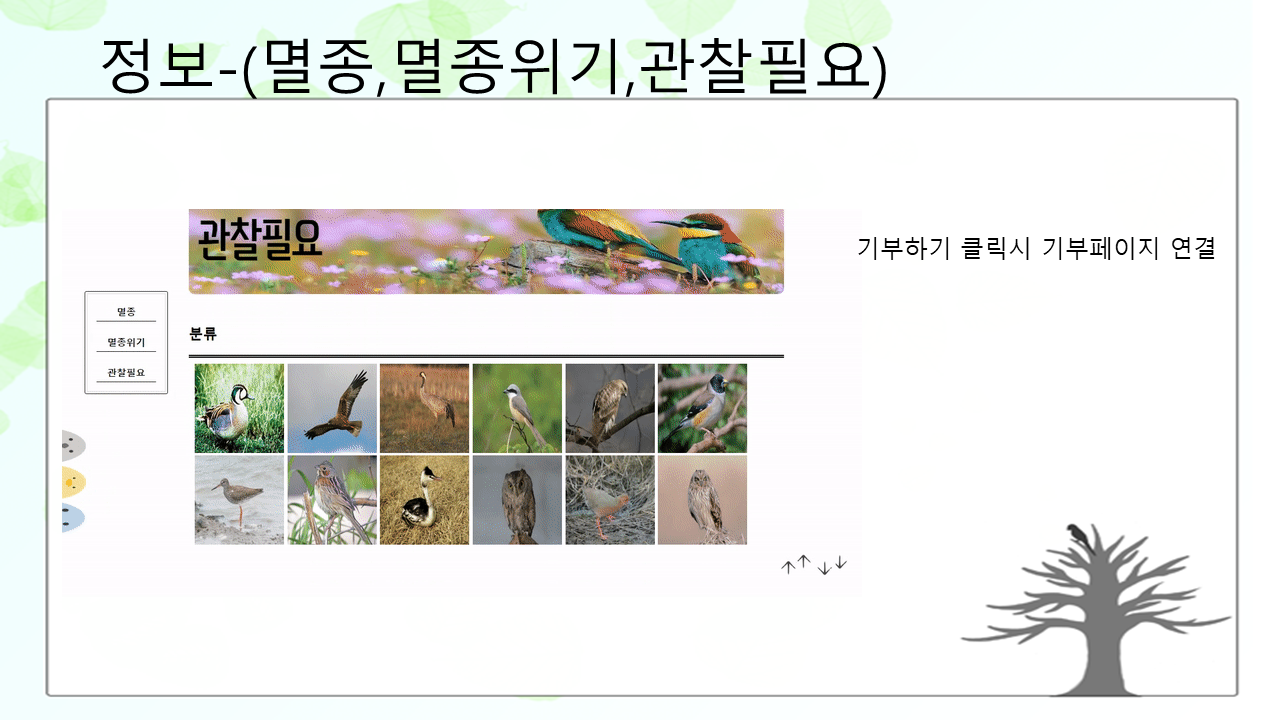 정보-(멸종,멸종위기,관찰필요)
관찰필요
기부하기 클릭시 기부페이지 연결
멸종
멸종위기
관찰필요
분류